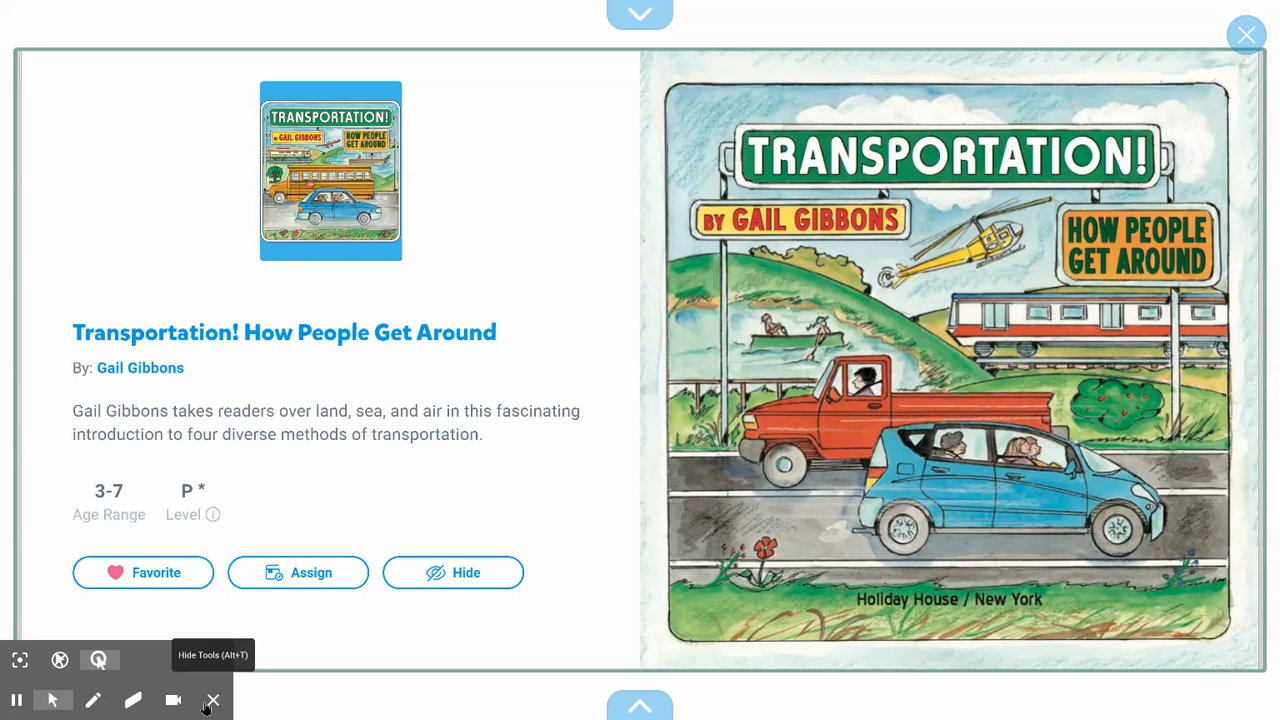 TRANSPORTATION!
BY GAIL GIBBONS
HOW PEOPLE
GET AROUND
Transportation! How People Get Around
By: Gail Gibbons
Gail Gibbons takes readers over land, sea, and air in this fascinating
introduction to four diverse methods of transportation.
3-7
P *
Age Range
Level
Favorite
Assign
Hide
TRANSPORTATION!
BY GAIL GIBBONS
HOW PEOPLE
GET AROUND
Holiday House / New York
Hide Tools (Alt+T)